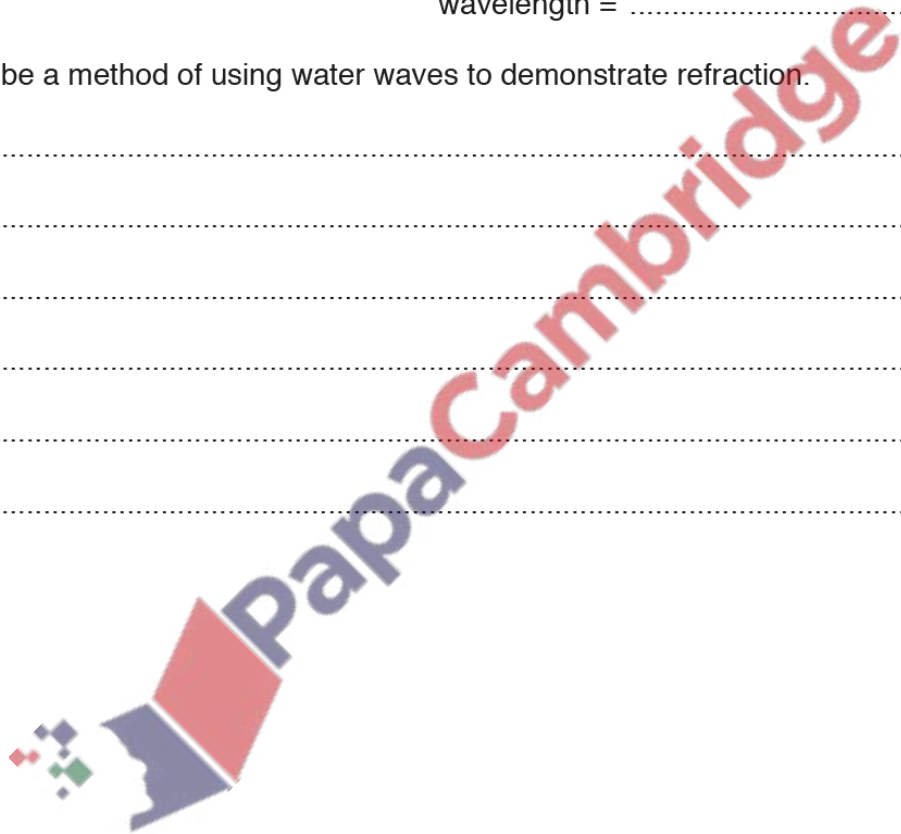 wavelength =
be a method of using water waves to demonstrate refraction.
PapaCambridge